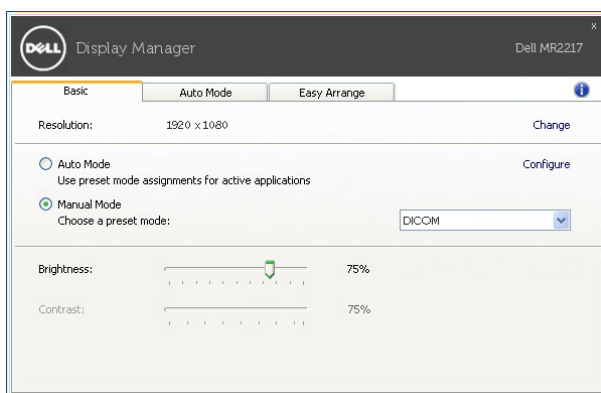 x
DELL Display Manager Dell MR2217
Basic Auto Mode Easy Arrange i
Resolution: 1920 x 1080 Change
Auto Mode Configure
Use preset mode assignments for active applications
Manual Mode
Choose a preset mode: DICOM
Brightness: 75%
Contrast: 75%